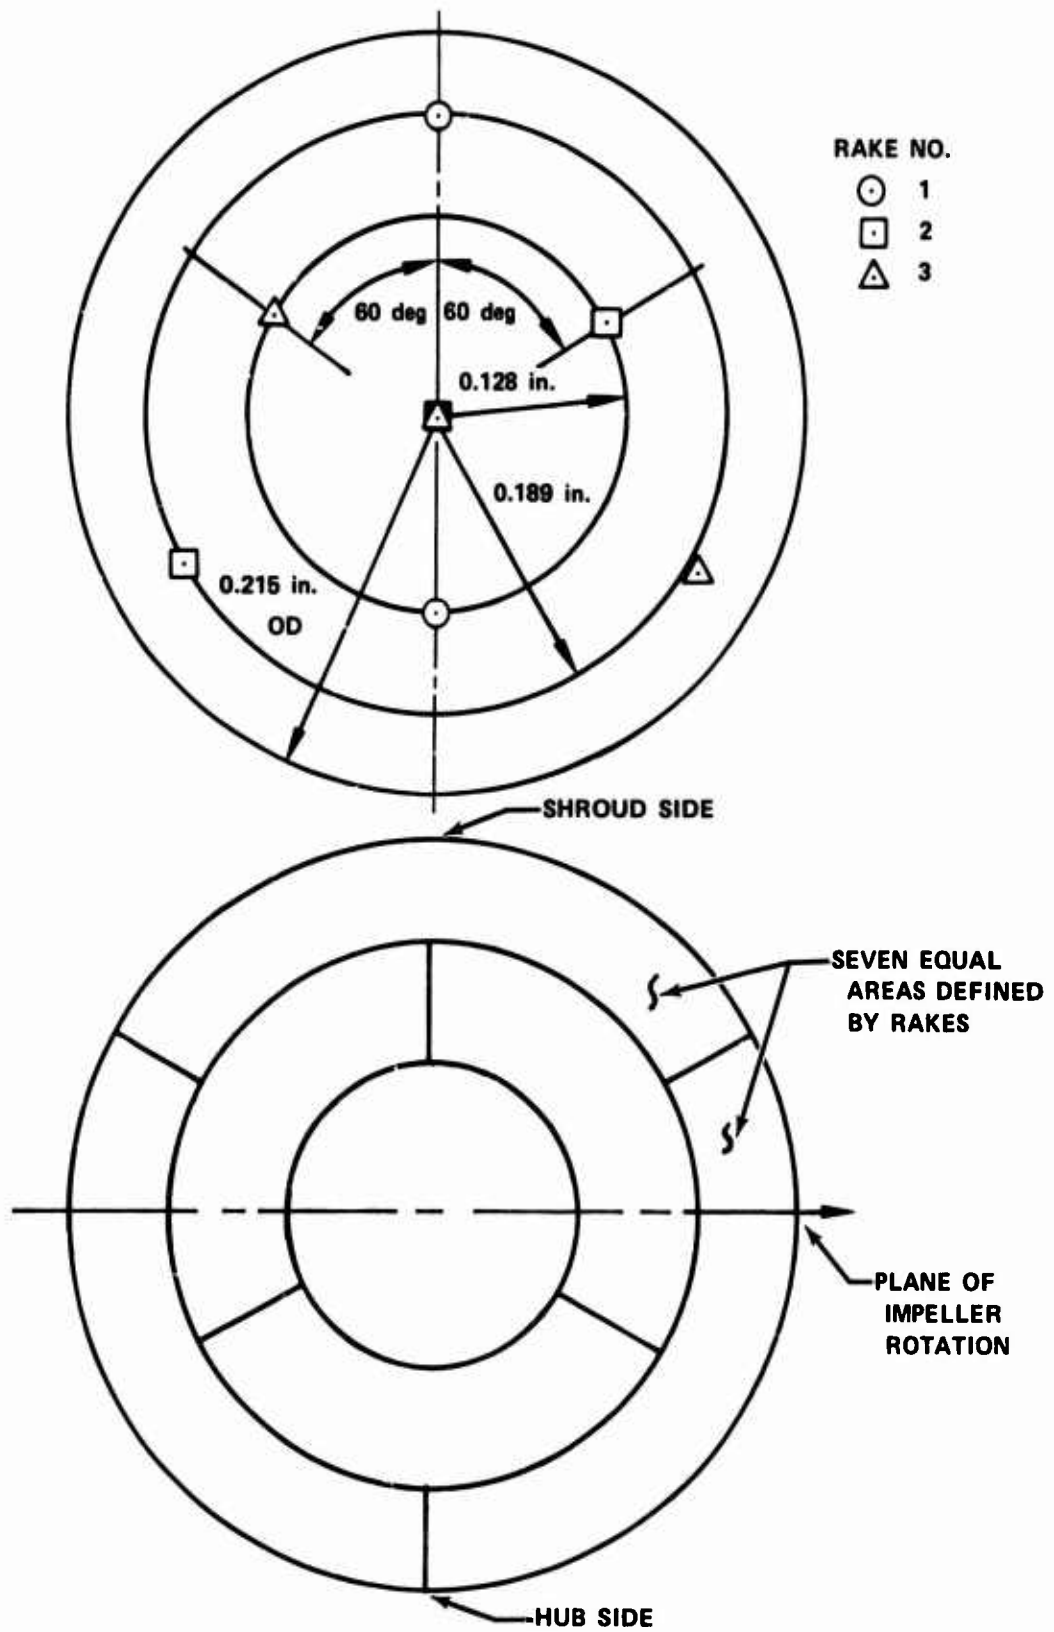 RAKE NO.
1
2
3
60 deg 60 deg
0.128 in.
0.189 in.
0.215 in.
OD
SHROUD SIDE
SEVEN EQUAL
AREAS DEFINED
BY RAKES
PLANE OF
IMPELLER
ROTATION
HUB SIDE